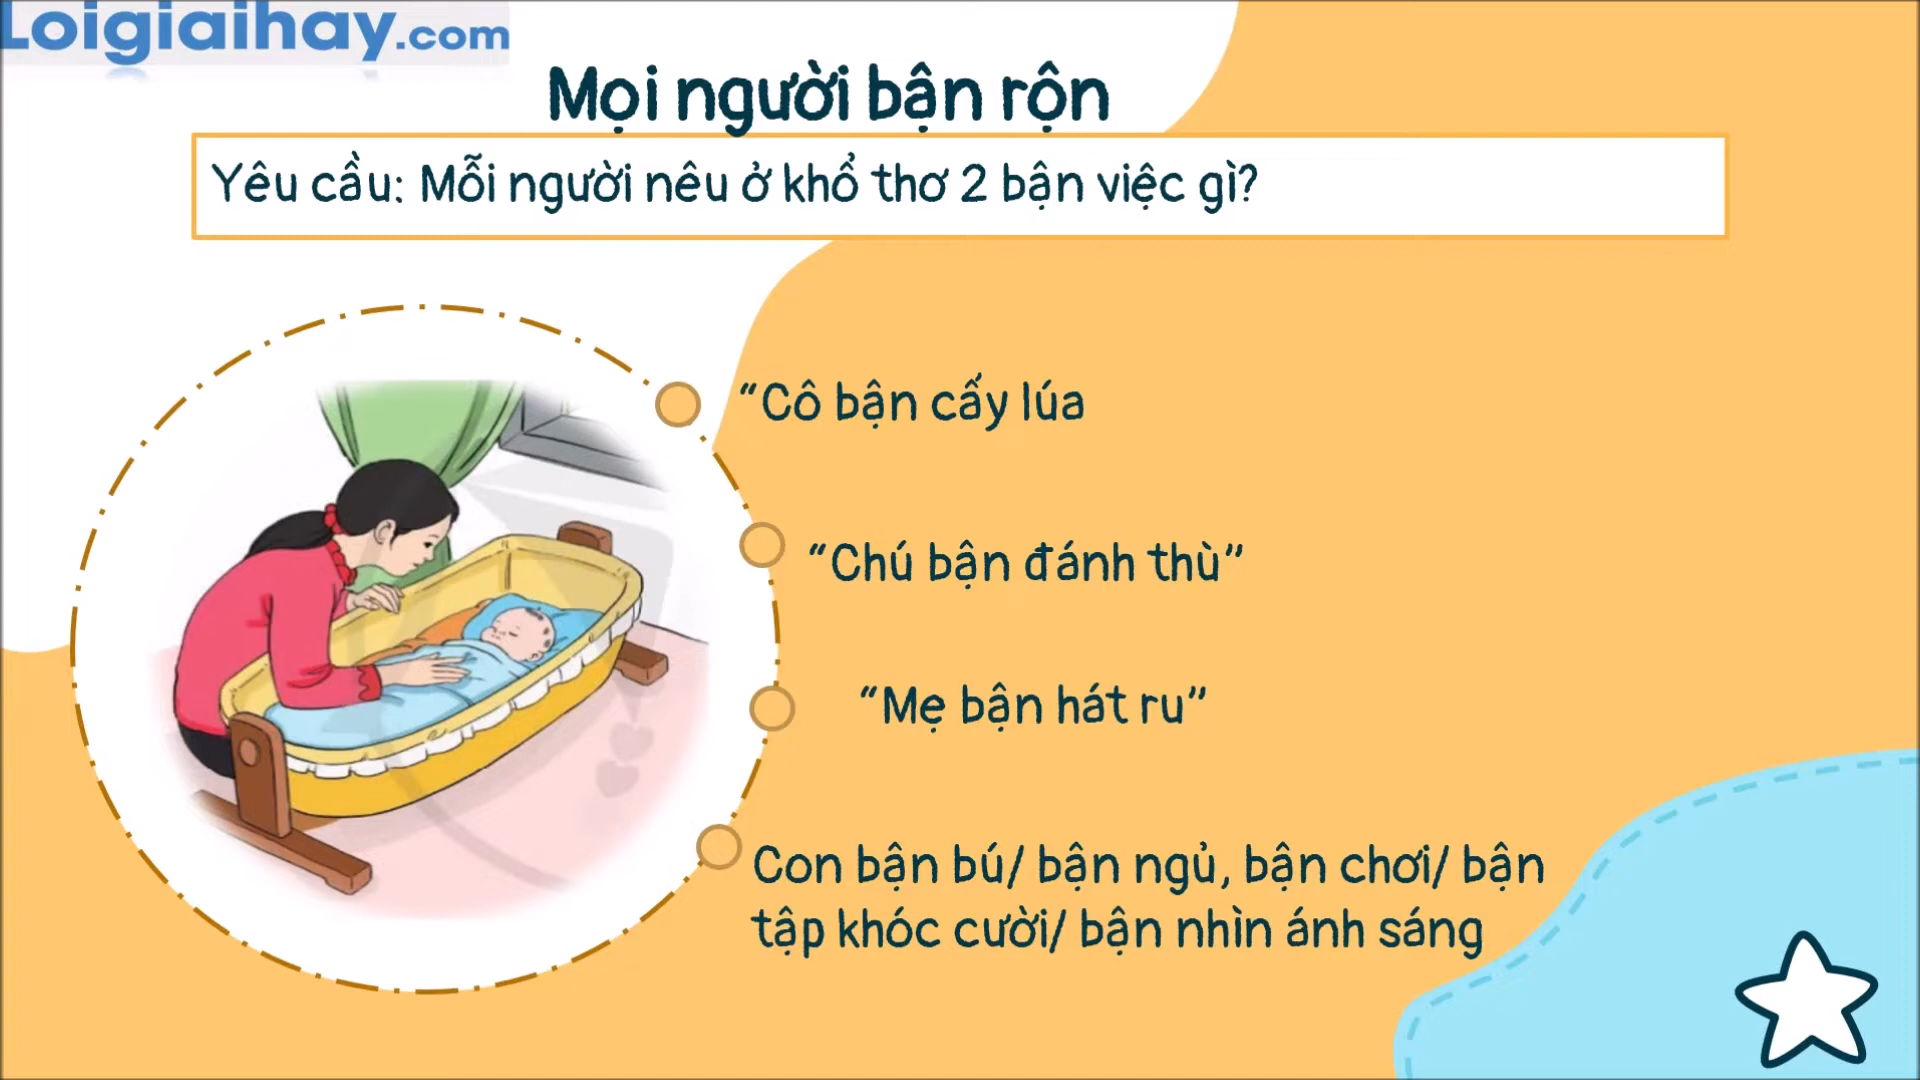 Loigiaihay.com
Mọi người bận rộn
Yêu cầu: Mỗi người nêu ở khổ thơ 2 bận việc gì?
“Cô bận cấy lúa
“Chú bận đánh thù”
“Mẹ bận hát ru”
Con bận bú/ bận ngủ, bận chơi/ bận
tập khóc cười/ bận nhìn ánh sáng